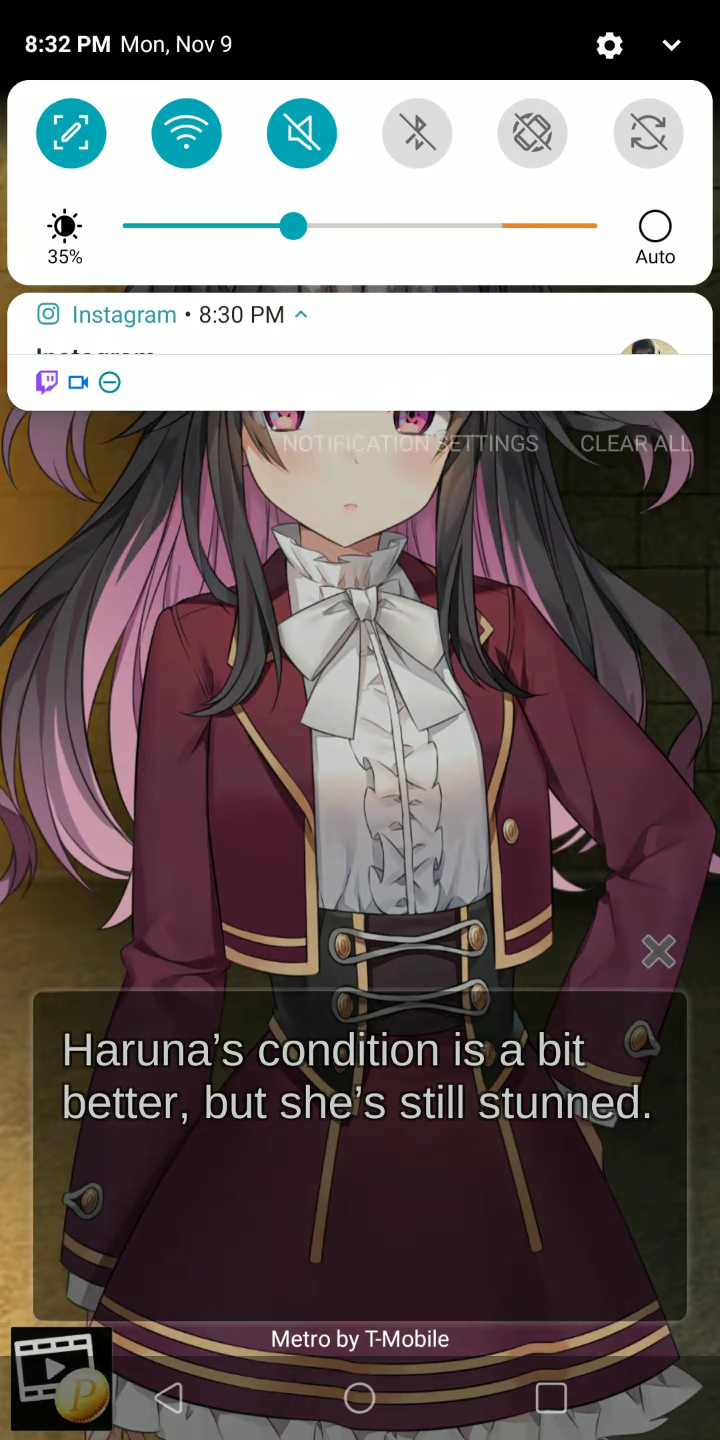 8:32 PM Mon, Nov 9
35%
Auto
Instagram • 8:30 PM
Instagram
NOTIFICATION SETTINGS CLEAR ALL
Haruna’s condition is a bit
better, but she’s still stunned.
Metro by T-Mobile
P